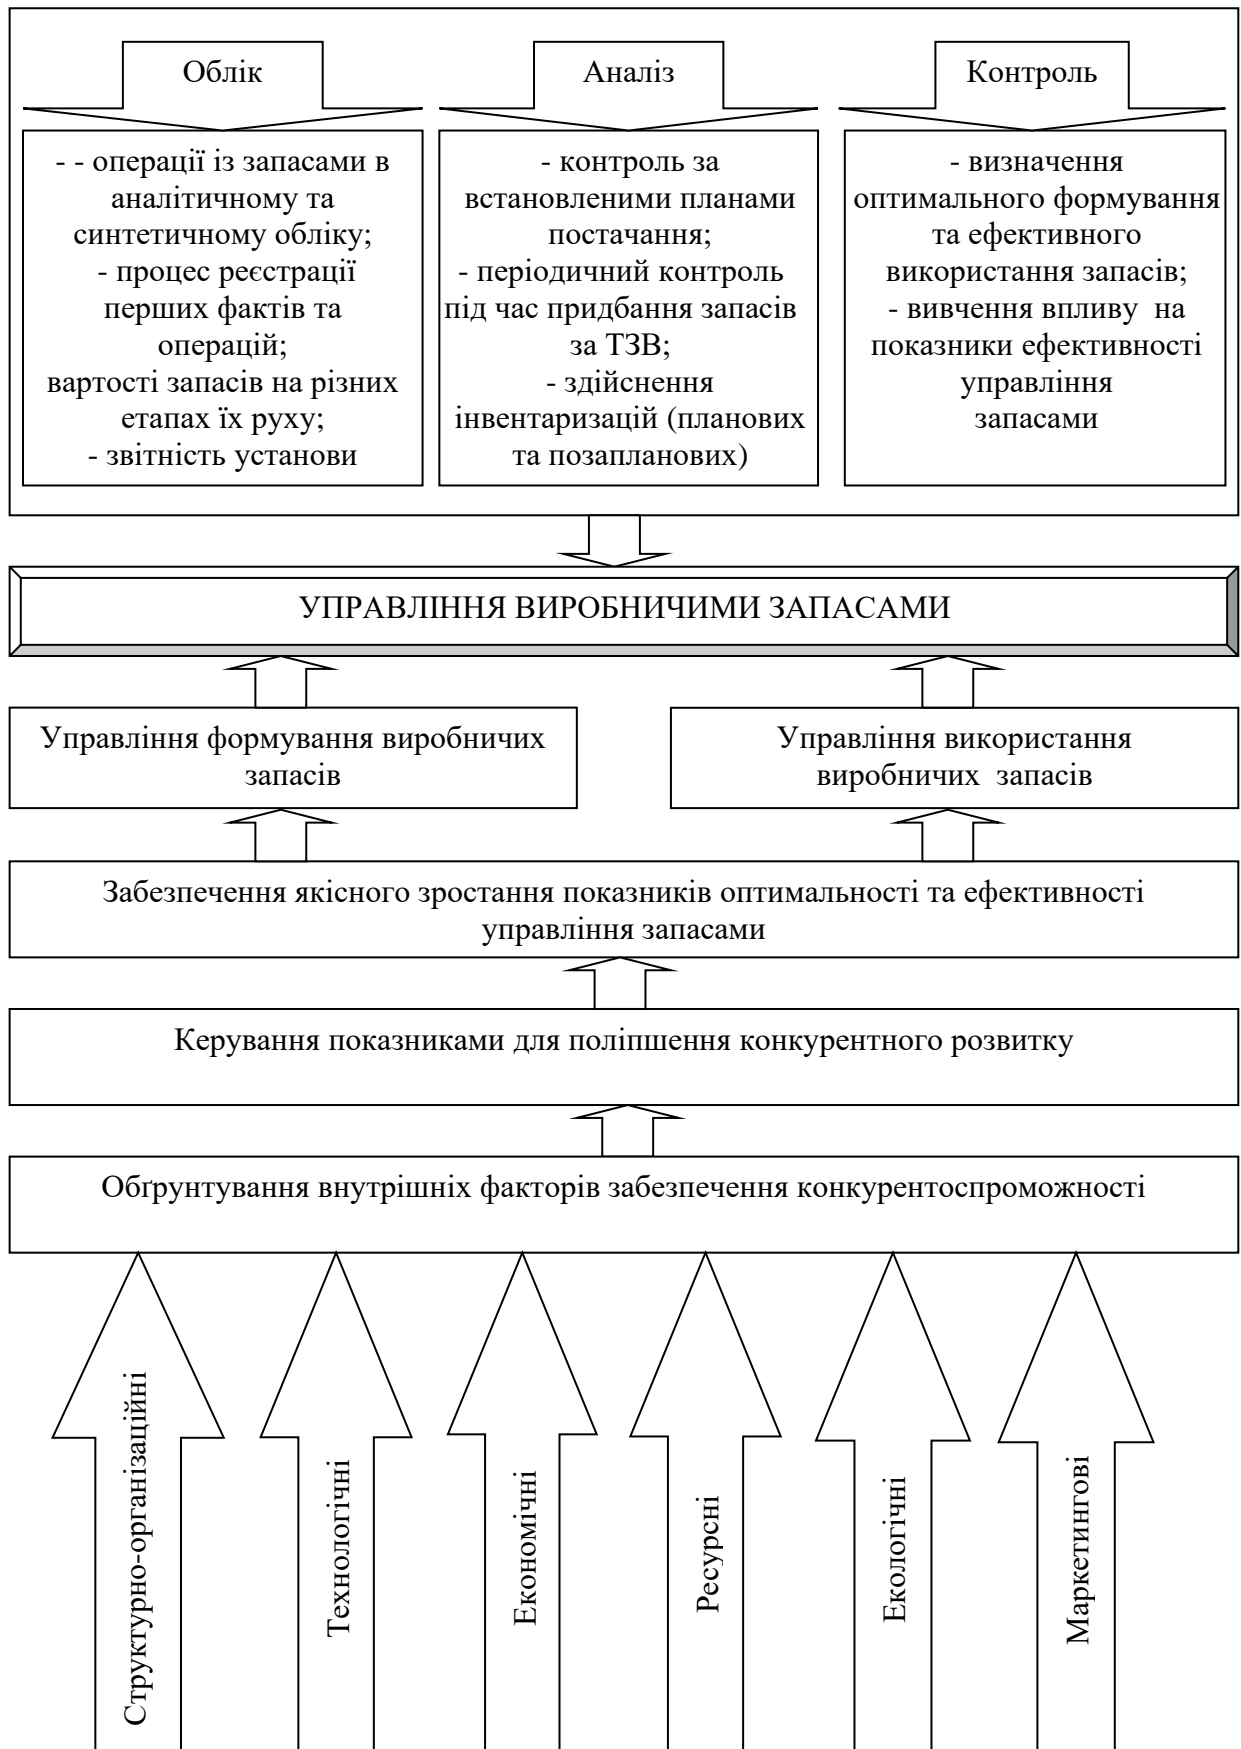 Облік
- - операції із запасами в
аналітичному та
синтетичному обліку;
- процес реєстрації
перших фактів та
операцій;
вартості запасів на різних
етапах їх руху;
- звітність установи
Аналіз
- контроль за
встановленими планами
постачання;
- періодичний контроль
під час придбання запасів
за ТЗВ;
- здійснення
інвентаризацій (планових
та позапланових)
Контроль
- визначення
оптимального формування
та ефективного
використання запасів;
- вивчення впливу на
показники ефективності
управління
запасами
УПРАВЛІННЯ ВИРОБНИЧИМИ ЗАПАСАМИ
Управління формування виробничих
запасів
Управління використання
виробничих запасів
Забезпечення якісного зростання показників оптимальності та ефективності
управління запасами
Керування показниками для поліпшення конкурентного розвитку
Обґрунтування внутрішніх факторів забезпечення конкурентоспроможності
Структурно-організаційні
Технологічні
Економічні
Ресурсні
Екологічні
Маркетингові